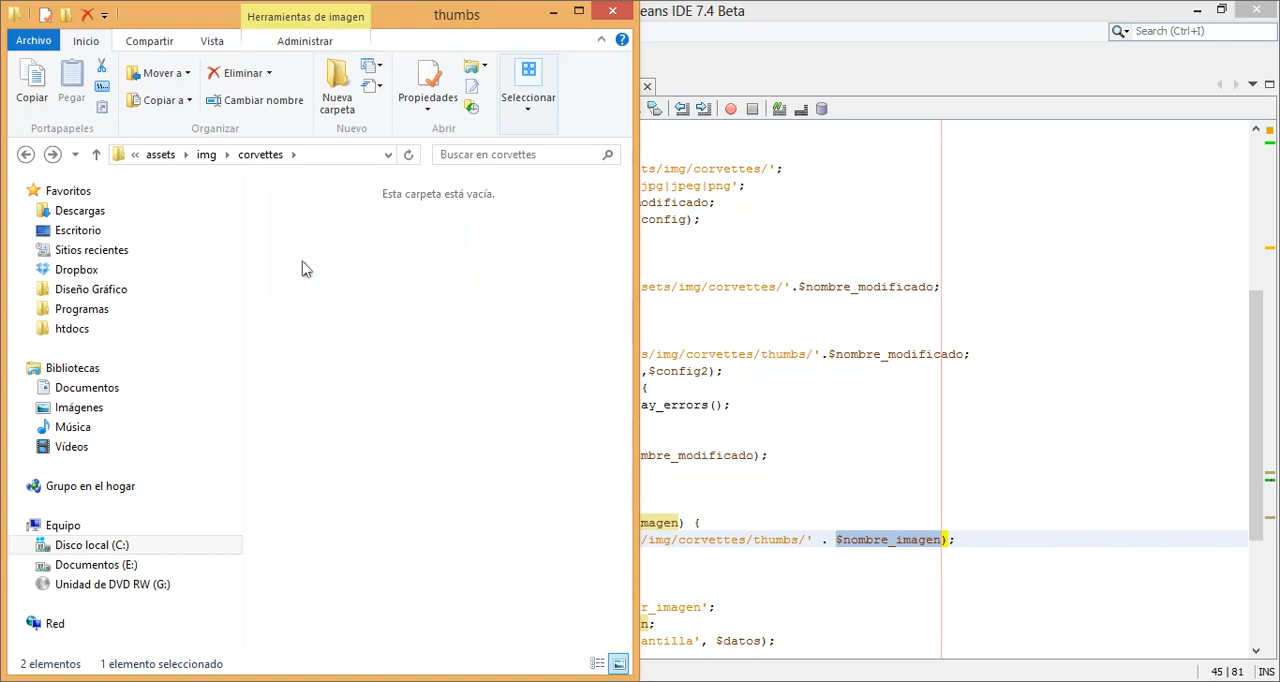 Herramientas de imagen
thumbs
Archivo
Inicio
Compartir
Vista
Administrar
Copiar
Pegar
Mover a
Copiar a
Eliminar
Cambiar nombre
Nueva
carpeta
Propiedades
Seleccionar
Portapapeles
Organizar
Nuevo
Abrir
« assets
img
corvettes
Buscar en corvettes
Esta carpeta está vacía.
Favoritos
Descargas
Escritorio
Sitios recientes
Dropbox
Diseño Gráfico
Programas
htdocs
Bibliotecas
Documentos
Imágenes
Música
Vídeos
Grupo en el hogar
Equipo
Disco local (C:)
Documentos (E:)
Unidad de DVD RW (G:)
Red
2 elementos
1 elemento seleccionado
eans IDE 7.4 Beta
Search (Ctrl+I)
ts/img/corvettes/';
jpg|jpeg|png';
modificado;
config);
sets/img/corvettes/'.$nombre_modificado;
s/img/corvettes/thumbs/'.$nombre_modificado;
,$config2);
{
ay_errors();
mbre_modificado);
magen) {
/img/corvettes/thumbs/' . $nombre_imagen);
r_imagen';
n;
antilla', $datos);
45 | 81
INS